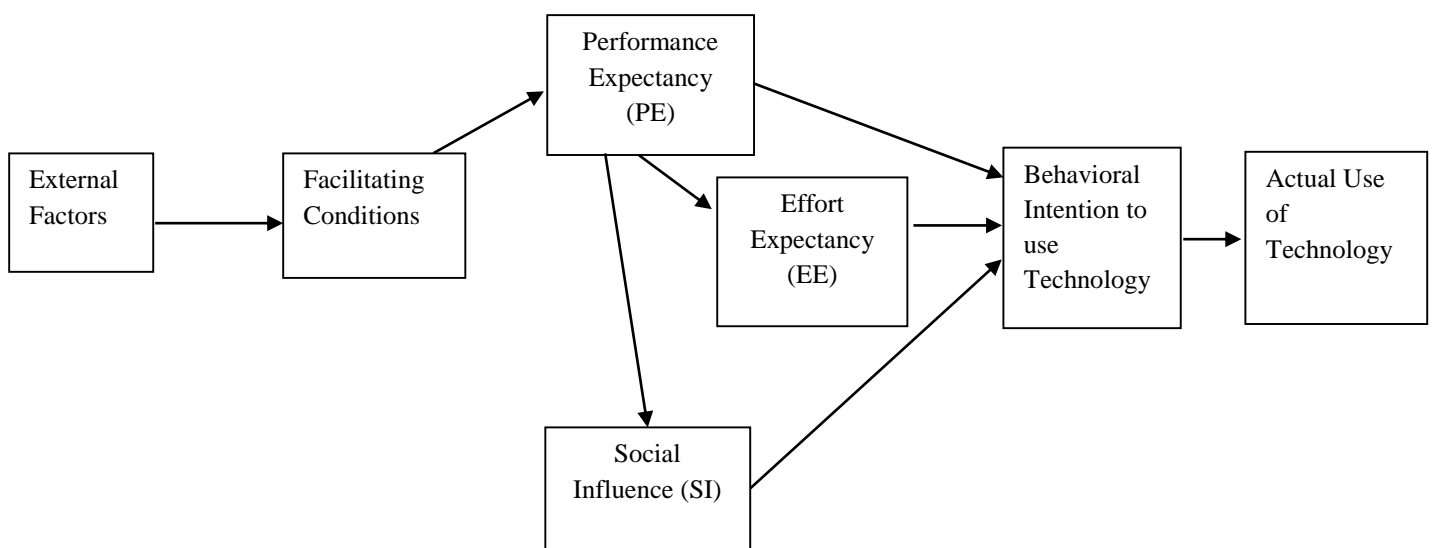 External
Factors
Facilitating
Conditions
Performance
Expectancy
(PE)
Effort
Expectancy
(EE)
Social
Influence (SI)
Behavioral
Intention to
use
Technology
Actual Use
of
Technology